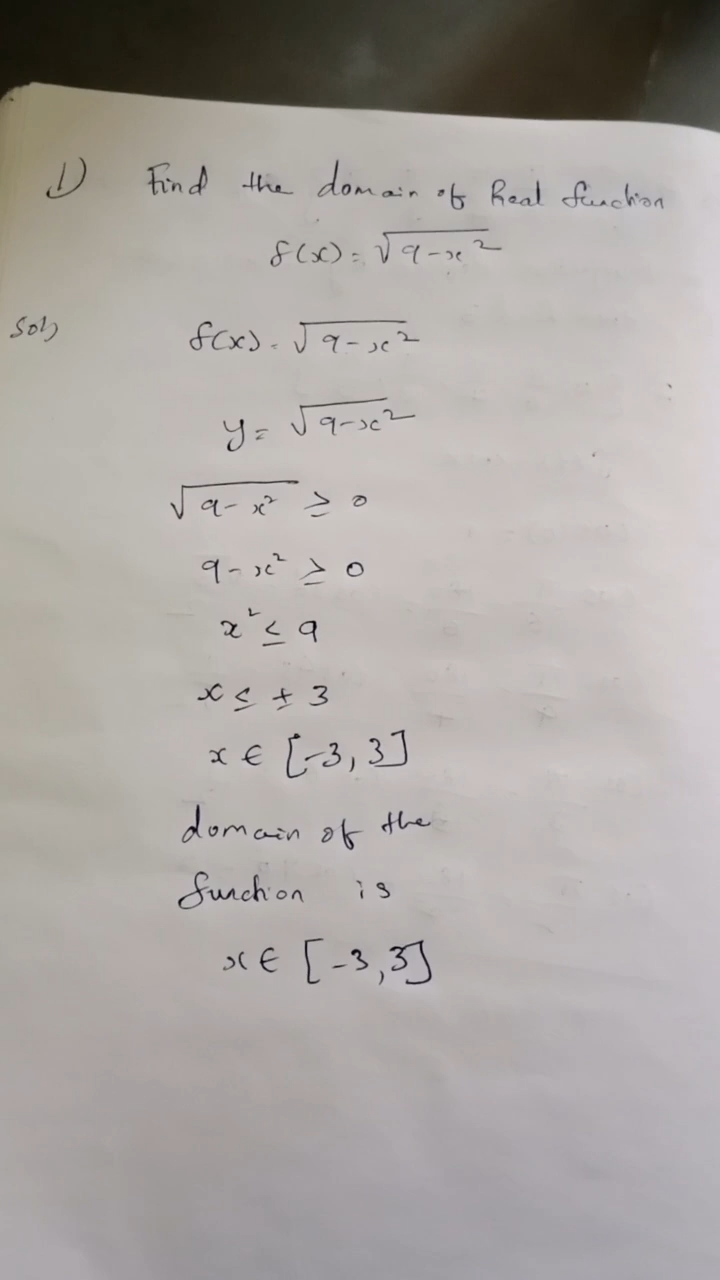 1) Find the domain of Real function
f(x) = √9-x²
Sol)
f(x) = √9-x²
y = √9-x²
√9-x² ≥ 0
9-x² ≥ 0
x² ≤ 9
x ≤ ± 3
x ∈ [-3, 3]
domain of the
function is
x ∈ [-3, 3]